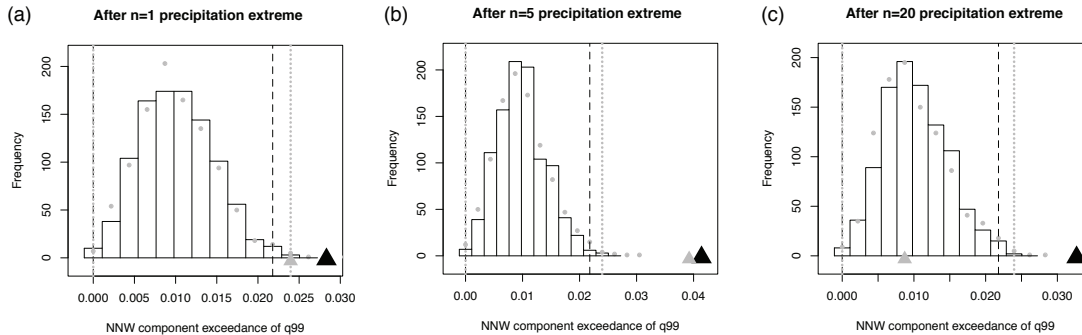 (a)
After n=1 precipitation extreme
Frequency
0 50 100 150 200
0.000 0.005 0.010 0.015 0.020 0.025 0.030
NNW component exceedance of q99
(b)
After n=5 precipitation extreme
Frequency
0 50 100 150 200
0.00 0.01 0.02 0.03 0.04
NNW component exceedance of q99
(c)
After n=20 precipitation extreme
Frequency
0 50 100 150 200
0.000 0.010 0.020 0.030
NNW component exceedance of q99